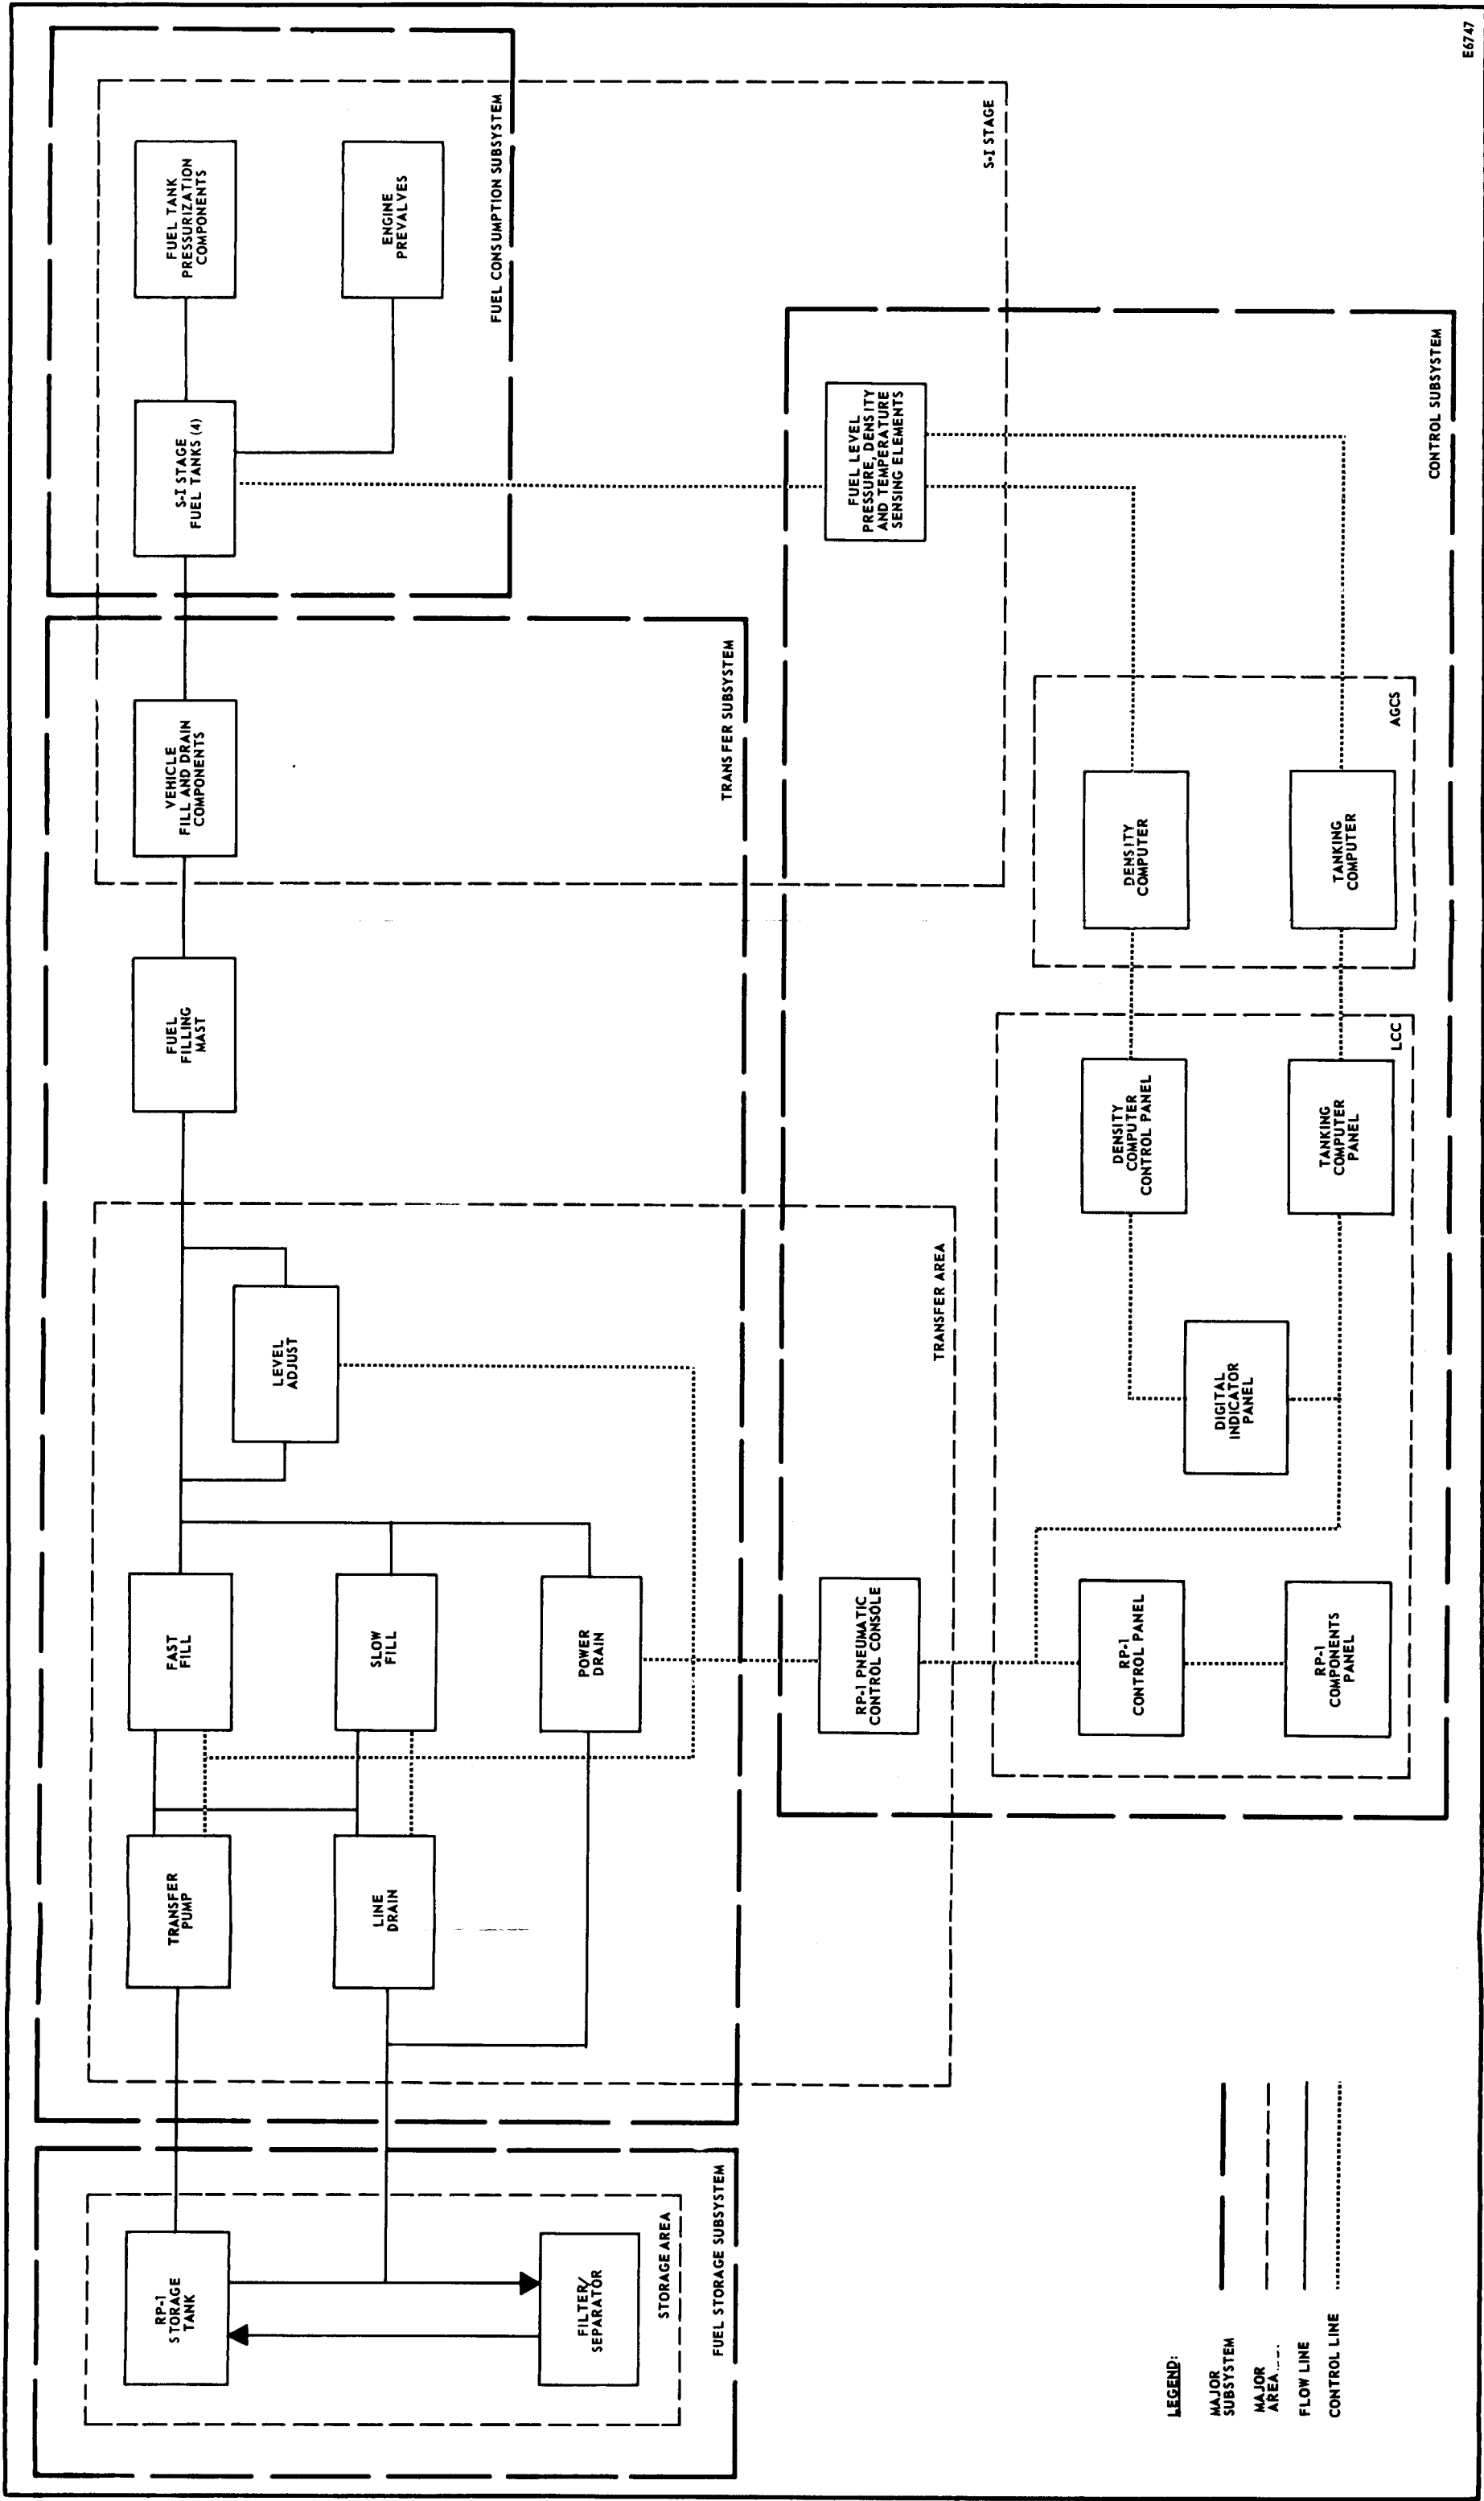 RP-1
STORAGE
TANK
FILTER/
SEPARATOR
STORAGE AREA
FUEL STORAGE SUBSYSTEM
TRANSFER
PUMP
LINE
DRAIN
FAST
FILL
SLOW
FILL
POWER
DRAIN
LEVEL
ADJUST
TRANSFER AREA
FUEL
FILLING
MAST
VEHICLE
FILL AND DRAIN
COMPONENTS
TRANSFER SUBSYSTEM
S-I STAGE
FUEL TANKS (4)
FUEL TANK
PRESSURIZATION
COMPONENTS
ENGINE
PREVALVES
FUEL CONSUMPTION SUBSYSTEM
S-I STAGE
RP-1 PNEUMATIC
CONTROL CONSOLE
FUEL LEVEL
PRESSURE, DENSITY
AND TEMPERATURE
SENSING ELEMENTS
RP-1
CONTROL PANEL
RP-1
COMPONENTS
PANEL
DIGITAL
INDICATOR
PANEL
DENSITY
COMPUTER
CONTROL PANEL
TANKING
COMPUTER
PANEL
LCC
DENSITY
COMPUTER
TANKING
COMPUTER
AGCS
CONTROL SUBSYSTEM
LEGEND:
MAJOR
SUBSYSTEM
MAJOR
AREA
FLOW LINE
CONTROL LINE
E6747